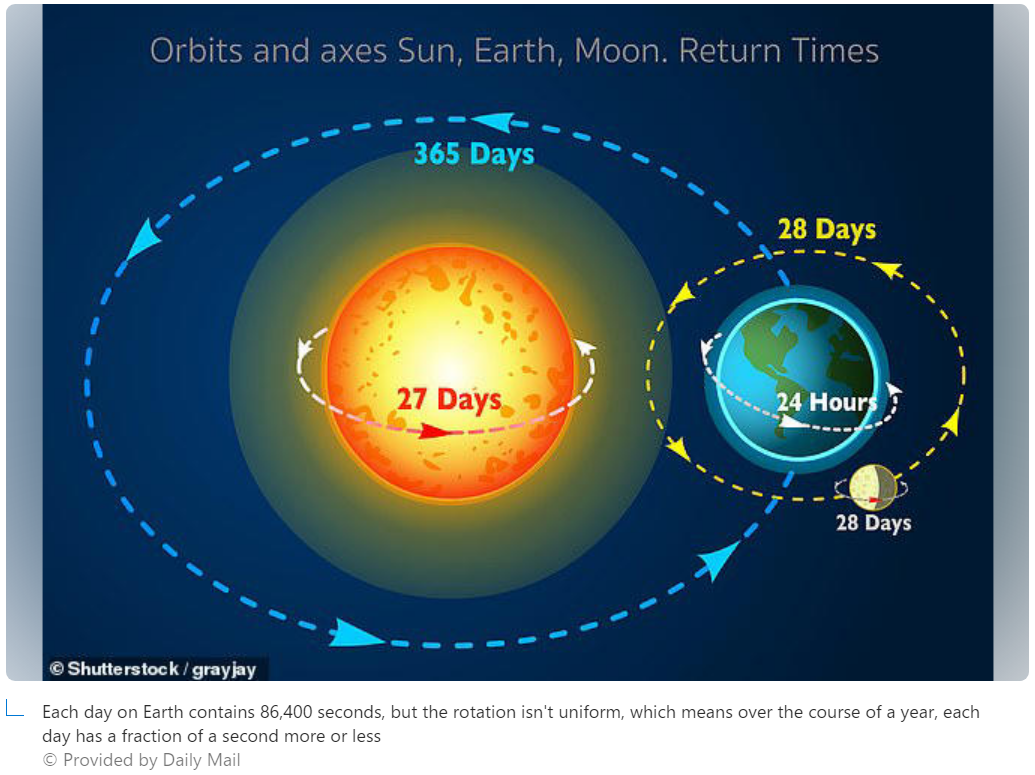 Orbits and axes Sun, Earth, Moon. Return Times
365 Days
28 Days
27 Days
24 Hours
28 Days
© Shutterstock / grayjay
Each day on Earth contains 86,400 seconds, but the rotation isn't uniform, which means over the course of a year, each
day has a fraction of a second more or less
© Provided by Daily Mail